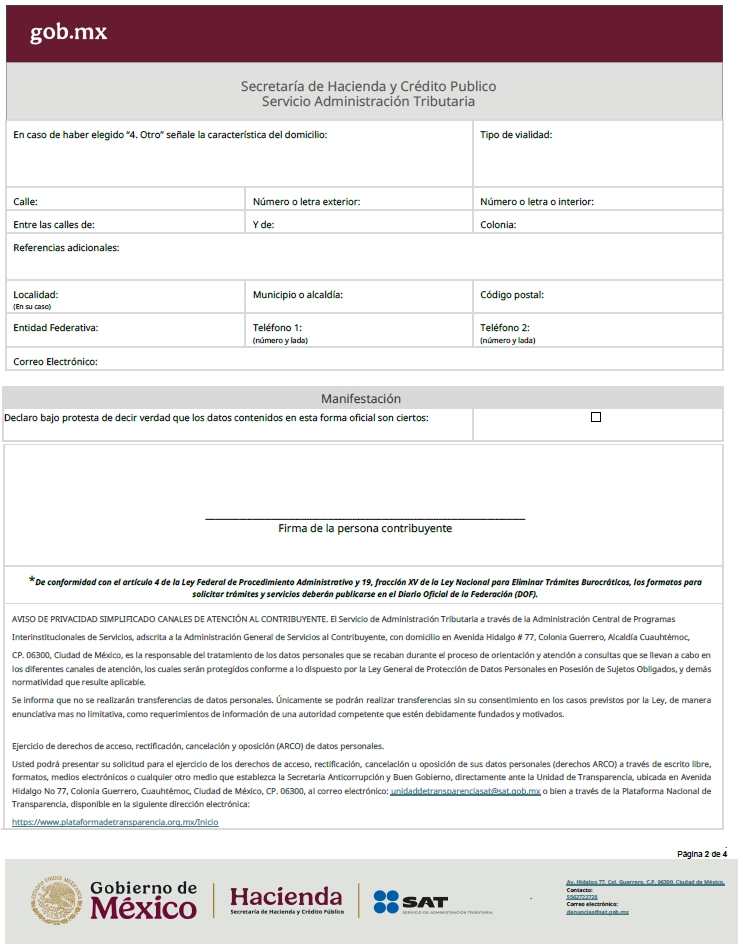 gob.mx
Secretaría de Hacienda y Crédito Publico
Servicio Administración Tributaria
En caso de haber elegido "4. Otro" señale la característica del domicilio:
Tipo de vialidad:
Calle:
Número o letra exterior:
Número o letra o interior:
Entre las calles de:
Y de:
Colonia:
Referencias adicionales:
Localidad:
(En su caso)
Municipio o alcaldía:
Código postal:
Entidad Federativa:
Teléfono 1:
(número y lada)
Teléfono 2:
(número y lada)
Correo Electrónico:
Manifestación
Declaro bajo protesta de decir verdad que los datos contenidos en esta forma oficial son ciertos:
Firma de la persona contribuyente
*De conformidad con el artículo 4 de la Ley Federal de Procedimiento Administrativo y 19, fracción XV de la Ley Nacional para Eliminar Trámites Burocráticos, los formatos para
solicitar trámites y servicios deberán publicarse en el Diario Oficial de la Federación (DOF).
AVISO DE PRIVACIDAD SIMPLIFICADO CANALES DE ATENCIÓN AL CONTRIBUYENTE. El Servicio de Administración Tributaria a través de la Administración Central de Programas
Interinstitucionales de Servicios, adscrita a la Administración General de Servicios al Contribuyente, con domicilio en Avenida Hidalgo # 77, Colonia Guerrero, Alcaldía Cuauhtémoc,
CP. 06300, Ciudad de México, es la responsable del tratamiento de los datos personales que se recaban durante el proceso de orientación y atención a consultas que se llevan a cabo en
los diferentes canales de atención, los cuales serán protegidos conforme a lo dispuesto por la Ley General de Protección de Datos Personales en Posesión de Sujetos Obligados, y demás
normatividad que resulte aplicable.
Se informa que no se realizarán transferencias de datos personales. Únicamente se podrán realizar transferencias sin su consentimiento en los casos previstos por la Ley, de manera
enunciativa mas no limitativa, como requerimientos de información de una autoridad competente que estén debidamente fundados y motivados.
Ejercicio de derechos de acceso, rectificación, cancelación y oposición (ARCO) de datos personales.
Usted podrá presentar su solicitud para el ejercicio de los derechos de acceso, rectificación, cancelación u oposición de sus datos personales (derechos ARCO) a través de escrito libre,
formatos, medios electrónicos o cualquier otro medio que establezca la Secretaria Anticorrupción y Buen Gobierno, directamente ante la Unidad de Transparencia, ubicada en Avenida
Hidalgo No 77, Colonia Guerrero, Cuauhtémoc, Ciudad de México, CP. 06300, al correo electrónico: unidaddetransparenciasat@sat.gob.mx o bien a través de la Plataforma Nacional de
Transparencia, disponible en la siguiente dirección electrónica:
https://www.plataformadetransparencia.org.mx/Inicio
Página 2 de 4
Gobierno de
México
Hacienda
Secretaría de Hacienda y Crédito Público
SAT
SERVICIO DE ADMINISTRACIÓN TRIBUTARIA
Av. Hidalgo 77, Col. Guerrero, C.P. 06300, Ciudad de México.
Contacto:
5562722728
Correo electrónico:
denuncias@sat.gob.mx